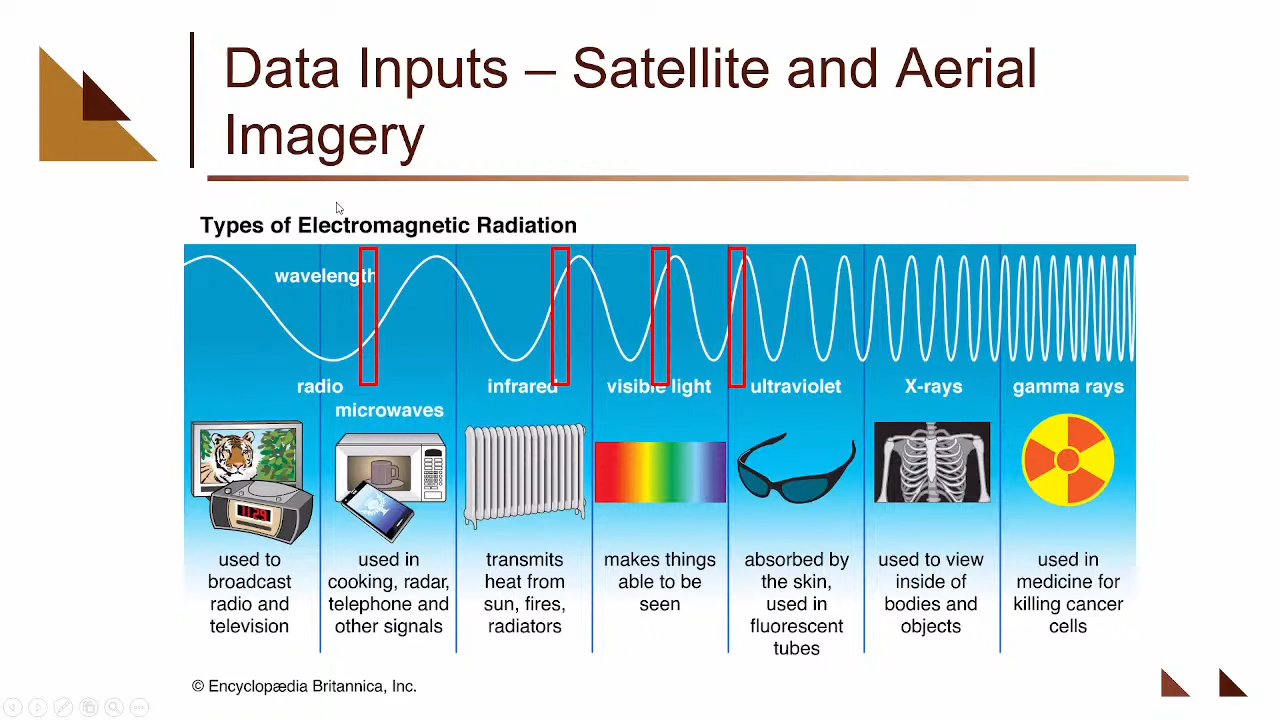 Data Inputs – Satellite and Aerial
Imagery
Types of Electromagnetic Radiation
wavelength
radio
microwaves
infrared
visible light
ultraviolet
X-rays
gamma rays
11:29
used to
broadcast
radio and
television
used in
cooking, radar,
telephone and
other signals
transmits
heat from
sun, fires,
radiators
makes things
able to be
seen
absorbed by
the skin,
used in
fluorescent
tubes
used to view
inside of
bodies and
objects
used in
medicine for
killing cancer
cells
© Encyclopædia Britannica, Inc.